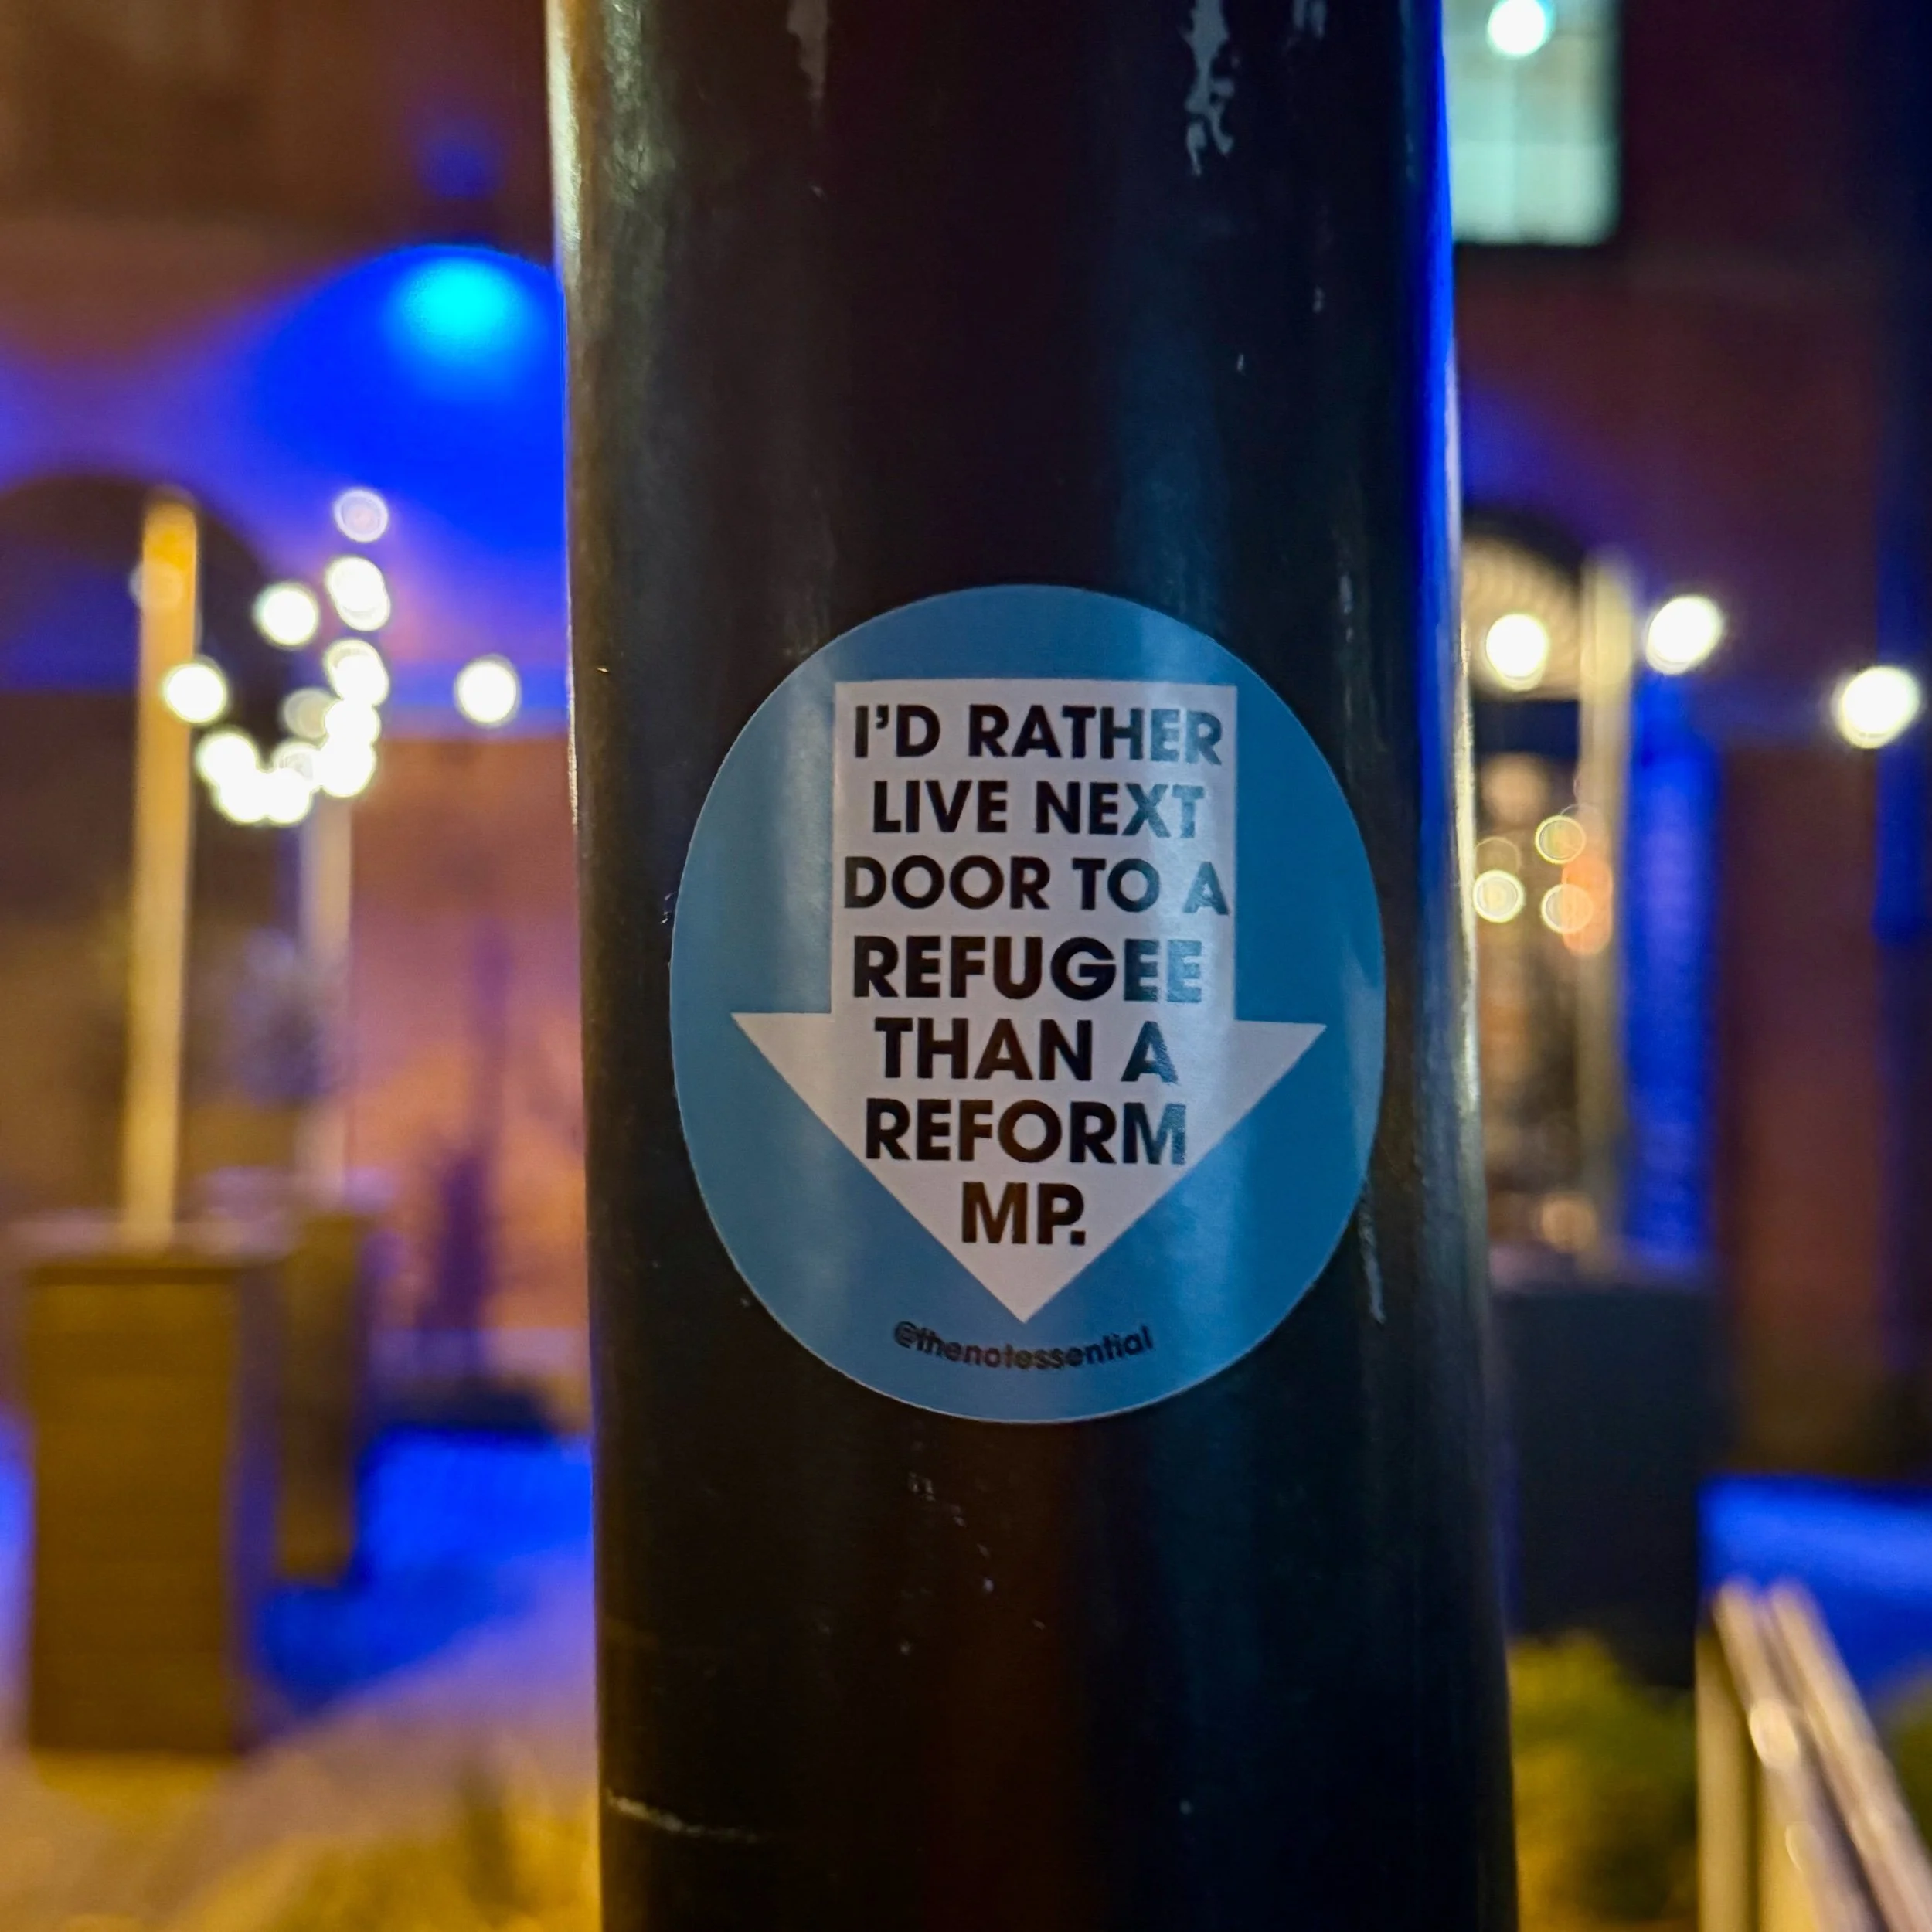 I'D RATHER
LIVE NEXT
DOOR TO A
REFUGEE
THAN A
REFORM
MP.
@thenotessential